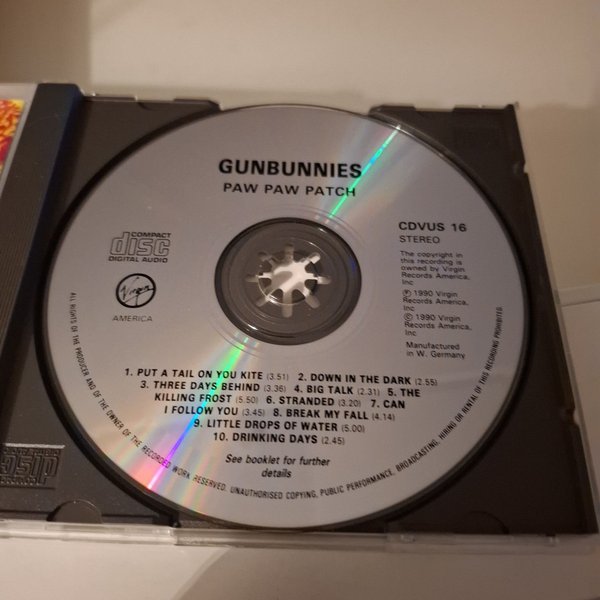 GUNBUNNIES
PAW PAW PATCH
COMPACT
disc
DIGITAL AUDIO
Virgin
AMERICA
CDVUS 16
STEREO
The copyright in
this recording is
owned by Virgin
Records America,
Inc
℗ 1990 Virgin
Records America,
Inc
© 1990 Virgin
Records America,
Inc
Manufactured
in W. Germany
1. PUT A TAIL ON YOU KITE (3.51) 2. DOWN IN THE DARK (2.55)
3. THREE DAYS BEHIND (3.36) 4. BIG TALK (2.31) 5. THE
KILLING FROST (5.50) 6. STRANDED (3.20) 7. CAN
I FOLLOW YOU (3.45) 8. BREAK MY FALL (4.14)
9. LITTLE DROPS OF WATER (5.00)
10. DRINKING DAYS (2.45)
See booklet for further
details
ALL RIGHTS OF THE PRODUCER AND OF THE OWNER OF THE RECORDED WORK RESERVED. UNAUTHORISED COPYING, PUBLIC PERFORMANCE, BROADCASTING, HIRING OR RENTAL OF THIS RECORDING PROHIBITED.
disc